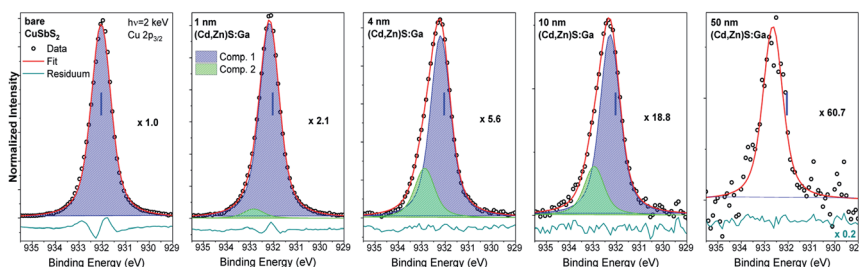 Normalized Intensity
bare
CuSbS₂
Data
Fit
Residuum
hν=2 keV
Cu 2p₃/₂
x 1.0
935 934 933 932 931 930 929
Binding Energy (eV)
1 nm
(Cd,Zn)S:Ga
Comp. 1
Comp. 2
x 2.1
935 934 933 932 931 930 929
Binding Energy (eV)
4 nm
(Cd,Zn)S:Ga
x 5.6
935 934 933 932 931 930 929
Binding Energy (eV)
10 nm
(Cd,Zn)S:Ga
x 18.8
935 934 933 932 931 930 929
Binding Energy (eV)
50 nm
(Cd,Zn)S:Ga
x 60.7
x 0.2
935 934 933 932 931 930 929
Binding Energy (eV)